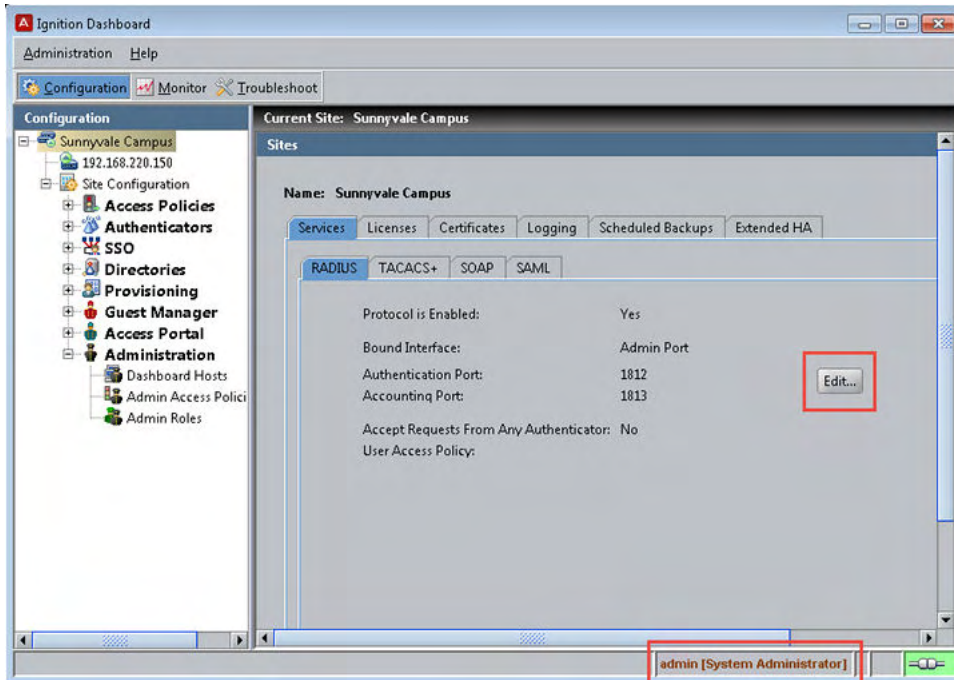 Ignition Dashboard
Administration Help
Configuration Monitor Troubleshoot
Configuration
Sunnyvale Campus
192.168.220.150
Site Configuration
Access Policies
Authenticators
SSO
Directories
Provisioning
Guest Manager
Access Portal
Administration
Dashboard Hosts
Admin Access Polici
Admin Roles
Current Site: Sunnyvale Campus
Sites
Name: Sunnyvale Campus
Services Licenses Certificates Logging Scheduled Backups Extended HA
RADIUS TACACS+ SOAP SAML
Protocol is Enabled: Yes
Bound Interface: Admin Port
Authentication Port: 1812
Accounting Port: 1813
Edit...
Accept Requests From Any Authenticator: No
User Access Policy:
admin [System Administrator]